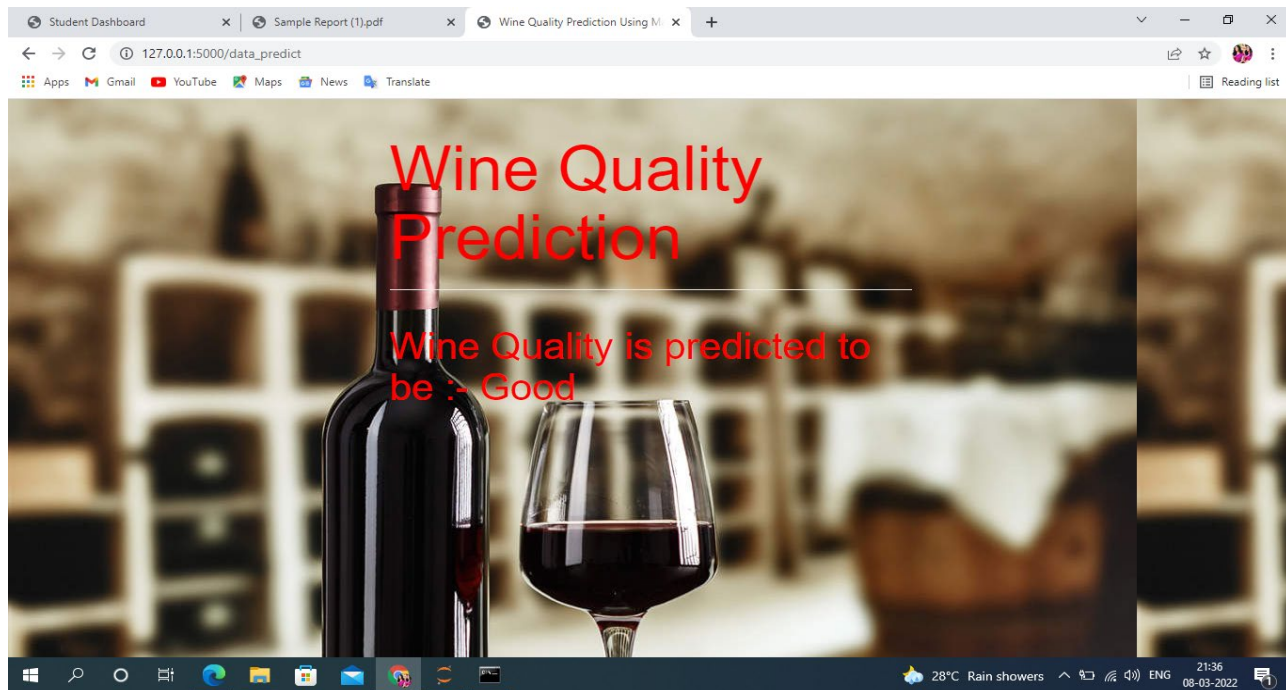 Student Dashboard
Sample Report (1).pdf
Wine Quality Prediction Using M
127.0.0.1:5000/data_predict
Apps
Gmail
YouTube
Maps
News
Translate
Reading list
Wine Quality
Prediction
Wine Quality is predicted to
be :- Good
28°C Rain showers
ENG
21:36
08-03-2022
1